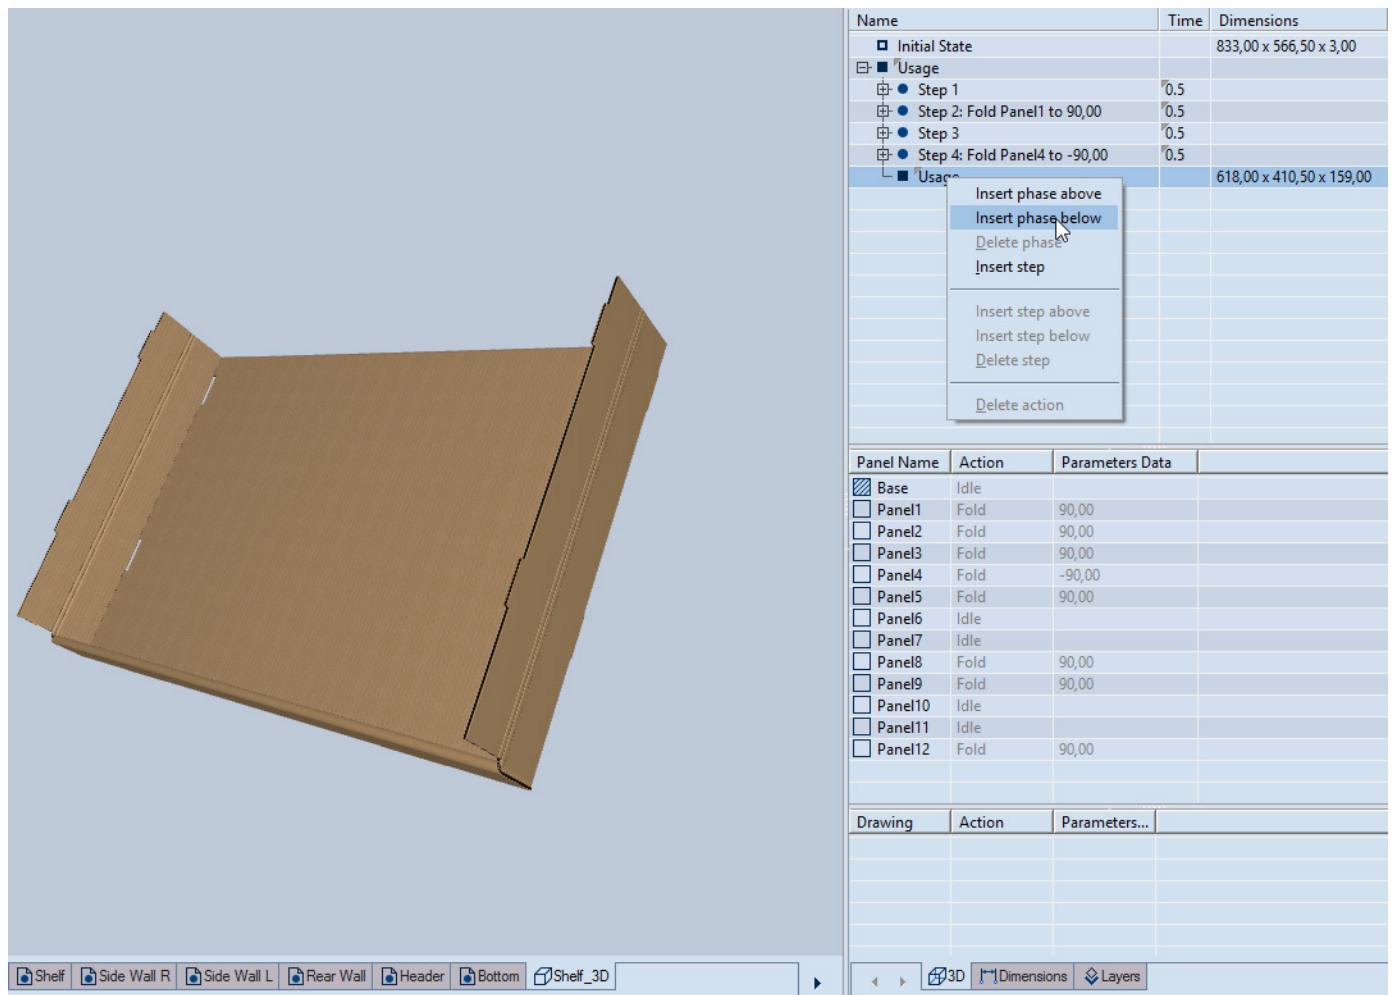 Name Time Dimensions
Initial State 833,00 x 566,50 x 3,00
Usage
Step 1 0.5
Step 2: Fold Panel1 to 90,00 0.5
Step 3 0.5
Step 4: Fold Panel4 to -90,00 0.5
Usage 618,00 x 410,50 x 159,00
Insert phase above
Insert phase below
Delete phase
Insert step
Insert step above
Insert step below
Delete step
Delete action
Panel Name Action Parameters Data
Base Idle
Panel1 Fold 90,00
Panel2 Fold 90,00
Panel3 Fold 90,00
Panel4 Fold -90,00
Panel5 Fold 90,00
Panel6 Idle
Panel7 Idle
Panel8 Fold 90,00
Panel9 Fold 90,00
Panel10 Idle
Panel11 Idle
Panel12 Fold 90,00
Drawing Action Parameters...
Shelf Side Wall R Side Wall L Rear Wall Header Bottom Shelf_3D
3D Dimensions Layers